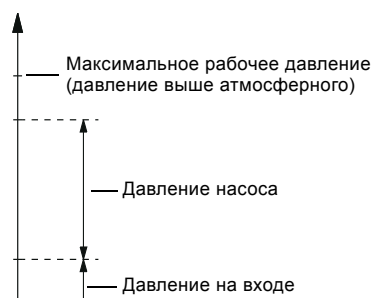 Максимальное рабочее давление
(давление выше атмосферного)
Давление насоса
Давление на входе